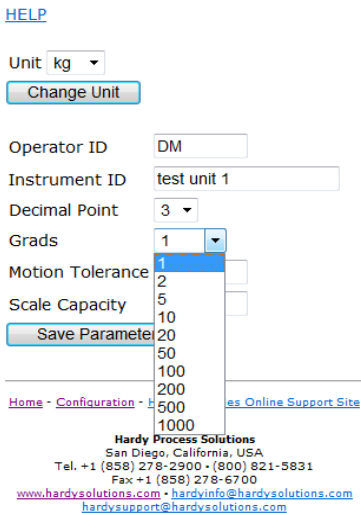 HELP
Unit kg
Change Unit
Operator ID DM
Instrument ID test unit 1
Decimal Point 3
Grads 1
Motion Tolerance 1
2
Scale Capacity 5
10
Save 20
50
100
200
Home - Configuration - 500 Online Support Site
1000
Hardy Process Solutions
San Diego, California, USA
Tel. +1 (858) 278-2900 • (800) 821-5831
Fax +1 (858) 278-6700
www.hardysolutions.com • hardyinfo@hardysolutions.com
hardysupport@hardysolutions.com